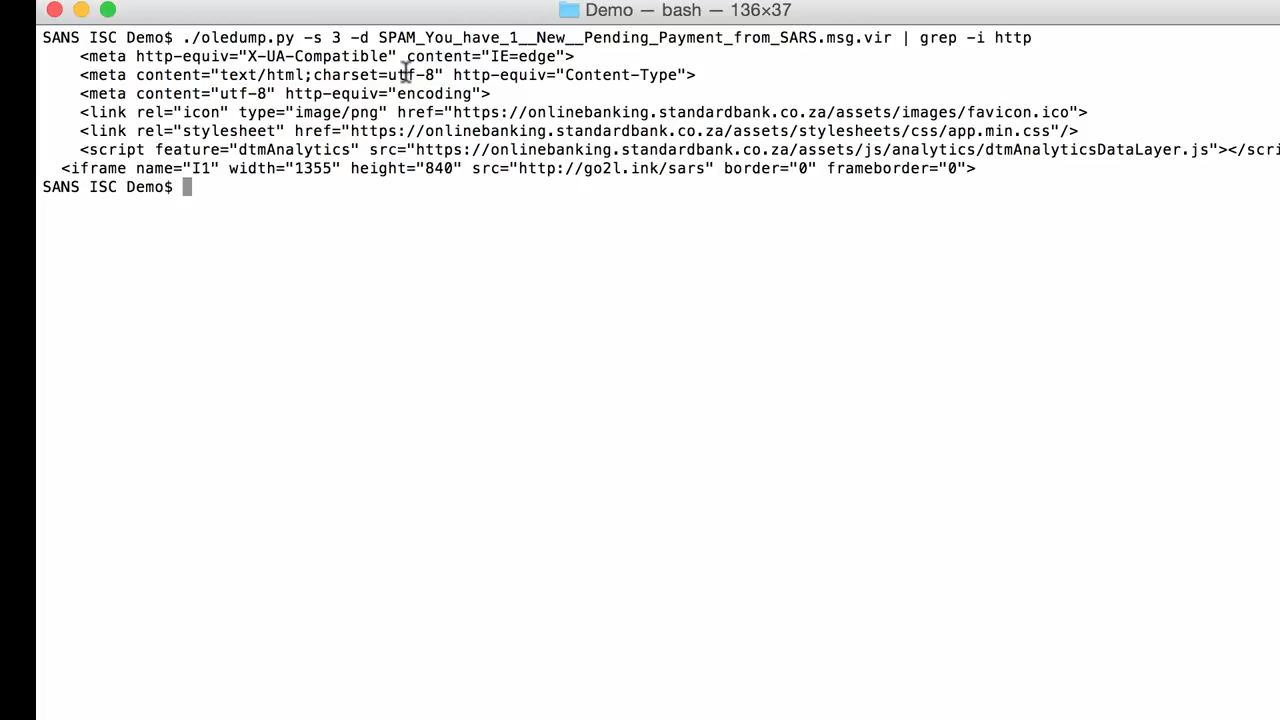 Demo — bash — 136×37
SANS ISC Demo$ ./oledump.py -s 3 -d SPAM_You_have_1__New__Pending_Payment_from_SARS.msg.vir | grep -i http
<meta http-equiv="X-UA-Compatible" content="IE=edge">
<meta content="text/html;charset=utf-8" http-equiv="Content-Type">
<meta content="utf-8" http-equiv="encoding">
<link rel="icon" type="image/png" href="https://onlinebanking.standardbank.co.za/assets/images/favicon.ico">
<link rel="stylesheet" href="https://onlinebanking.standardbank.co.za/assets/stylesheets/css/app.min.css"/>
<script feature="dtmAnalytics" src="https://onlinebanking.standardbank.co.za/assets/js/analytics/dtmAnalyticsDataLayer.js"></scri
<iframe name="I1" width="1355" height="840" src="http://go2l.ink/sars" border="0" frameborder="0">
SANS ISC Demo$